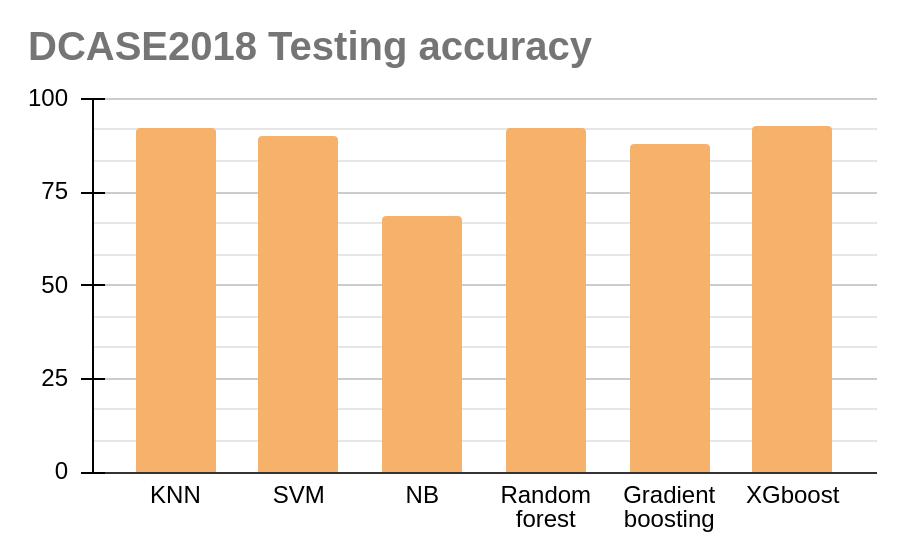 DCASE2018 Testing accuracy
100
75
50
25
0
KNN SVM NB Random forest Gradient boosting XGboost